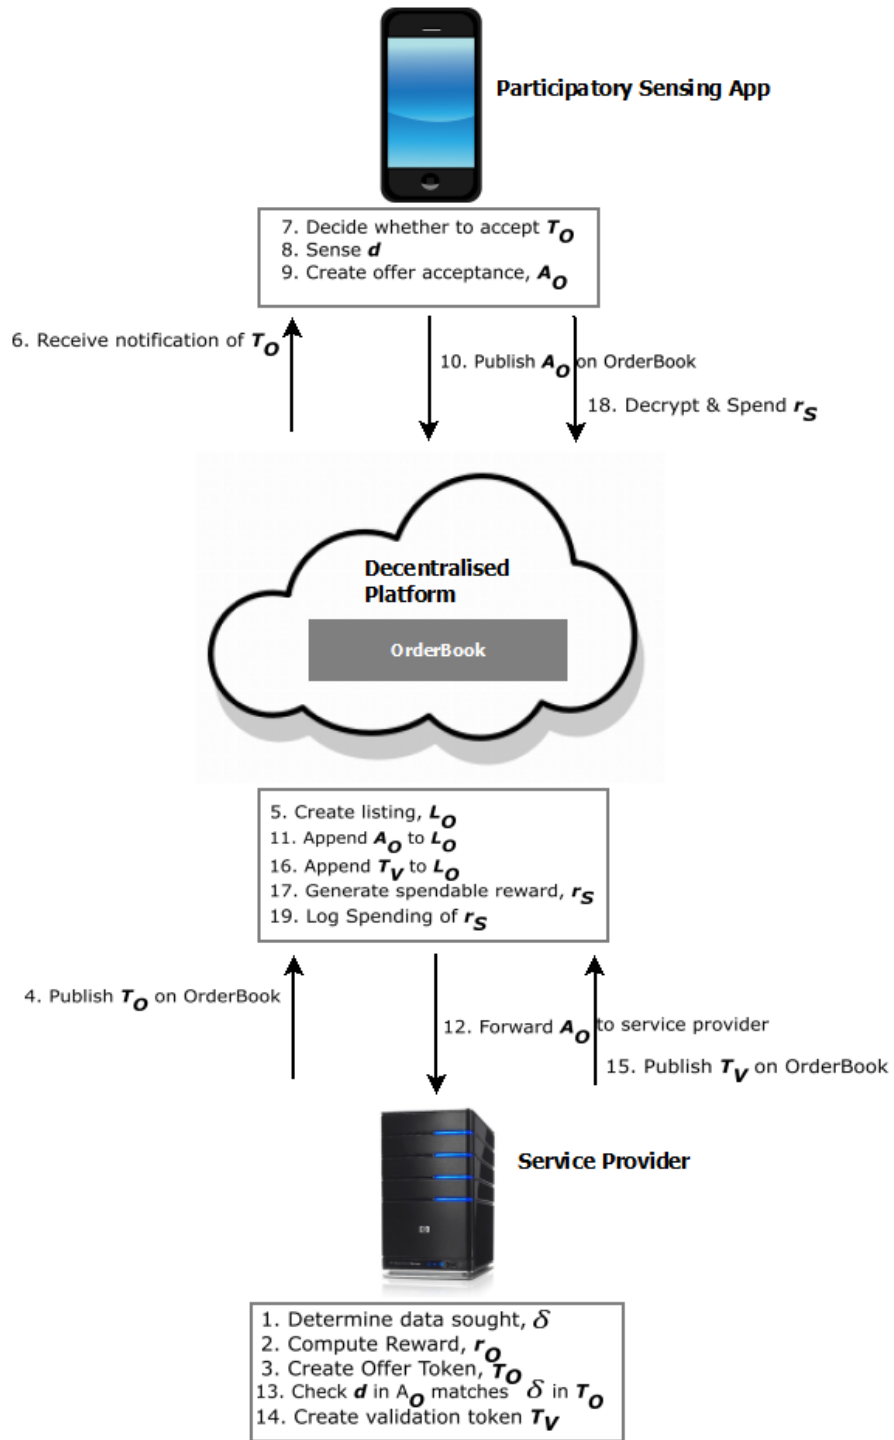 Participatory Sensing App
7. Decide whether to accept T_O
8. Sense d
9. Create offer acceptance, A_O
6. Receive notification of T_O
10. Publish A_O on OrderBook
18. Decrypt & Spend r_S
Decentralised
Platform
OrderBook
5. Create listing, L_O
11. Append A_O to L_O
16. Append T_V to L_O
17. Generate spendable reward, r_S
19. Log Spending of r_S
4. Publish T_O on OrderBook
12. Forward A_O to service provider
15. Publish T_V on OrderBook
Service Provider
1. Determine data sought, δ
2. Compute Reward, r_O
3. Create Offer Token, T_O
13. Check d in A_O matches δ in T_O
14. Create validation token T_V